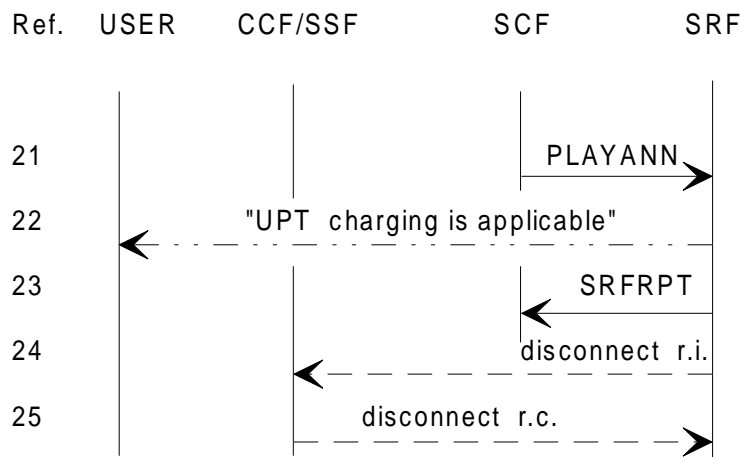 Ref. USER CCF/SSF SCF SRF
21 PLAYANN
22 "UPT charging is applicable"
23 SRFRPT
24 disconnect r.i.
25 disconnect r.c.